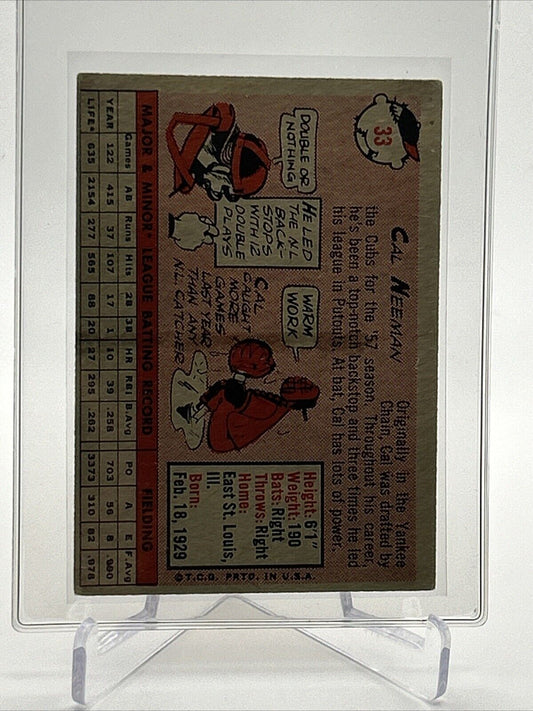 33
CAL NEEMAN
Originally in the Yankee
Chain, Cal was drafted by
the Cubs for the '57 season. Throughout his career,
he's been a top-notch backstop and three times he led
his league in Putouts. At bat, Cal has lots of power.
DOUBLE OR
NOTHING
HE LED
THE NL
BACK-
STOPS
WITH 12
DOUBLE
PLAYS
WARM
WORK
CAL
CAUGHT
MORE
GAMES
LAST YEAR
THAN ANY
N.L. CATCHER
Height: 6'1"
Weight: 190
Bats: Right
Throws: Right
Home:
East St. Louis,
Ill.
Born:
Feb. 18, 1929
©T.C.G. PRTD. IN U.S.A.
MAJOR & MINOR* LEAGUE BATTING RECORD FIELDING
Games AB Runs Hits 2B 3B HR RBI B.Avg PO A E F.Avg
YEAR 122 415 37 107 17 1 10 39 .258 703 56 8 .990
LIFE* 635 2154 277 565 88 20 27 295 .262 3373 310 82 .978